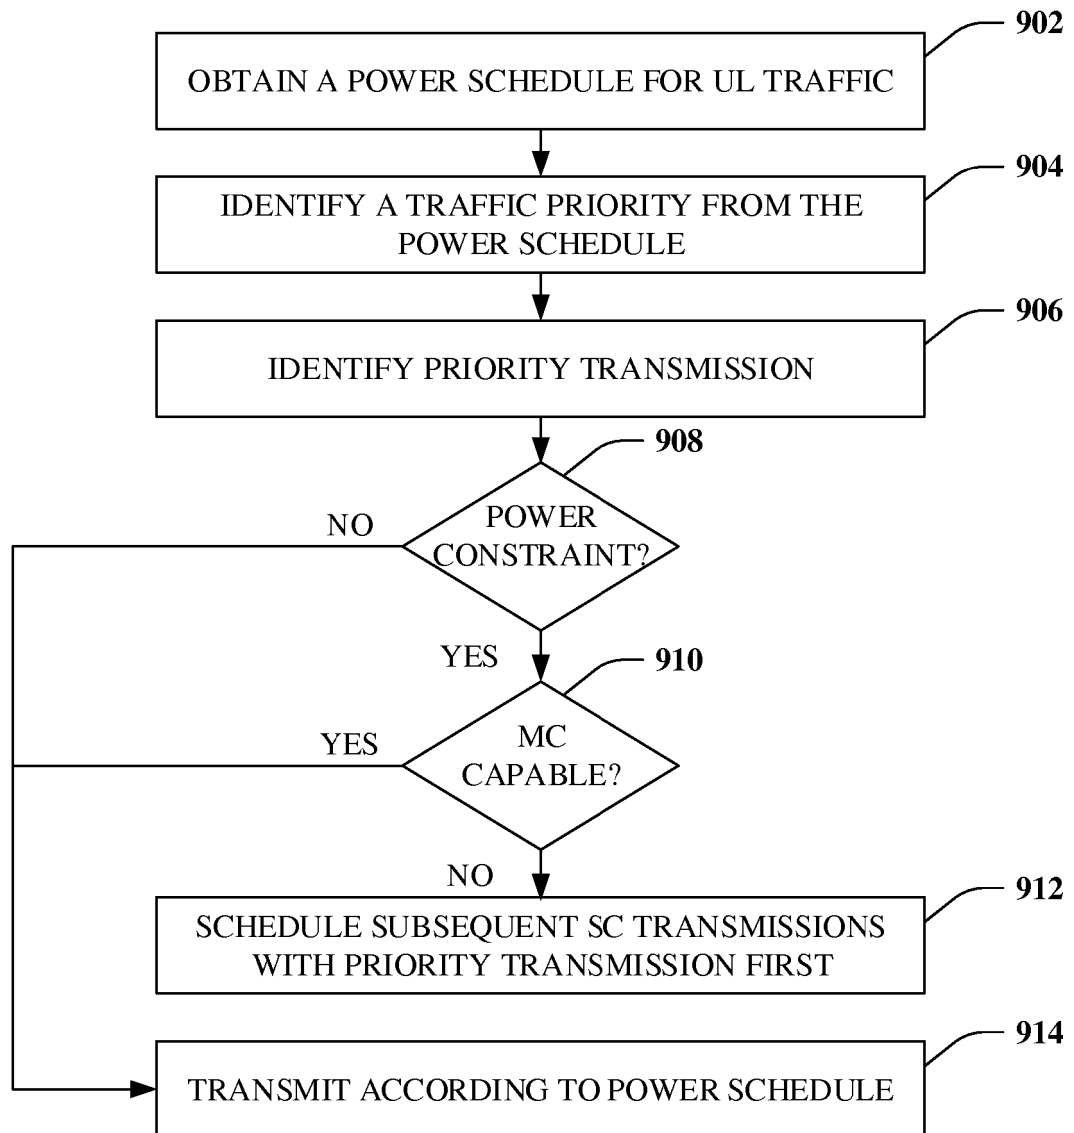 902
OBTAIN A POWER SCHEDULE FOR UL TRAFFIC
904
IDENTIFY A TRAFFIC PRIORITY FROM THE
POWER SCHEDULE
906
IDENTIFY PRIORITY TRANSMISSION
908
NO
POWER
CONSTRAINT?
YES
910
YES
MC
CAPABLE?
NO
912
SCHEDULE SUBSEQUENT SC TRANSMISSIONS
WITH PRIORITY TRANSMISSION FIRST
914
TRANSMIT ACCORDING TO POWER SCHEDULE